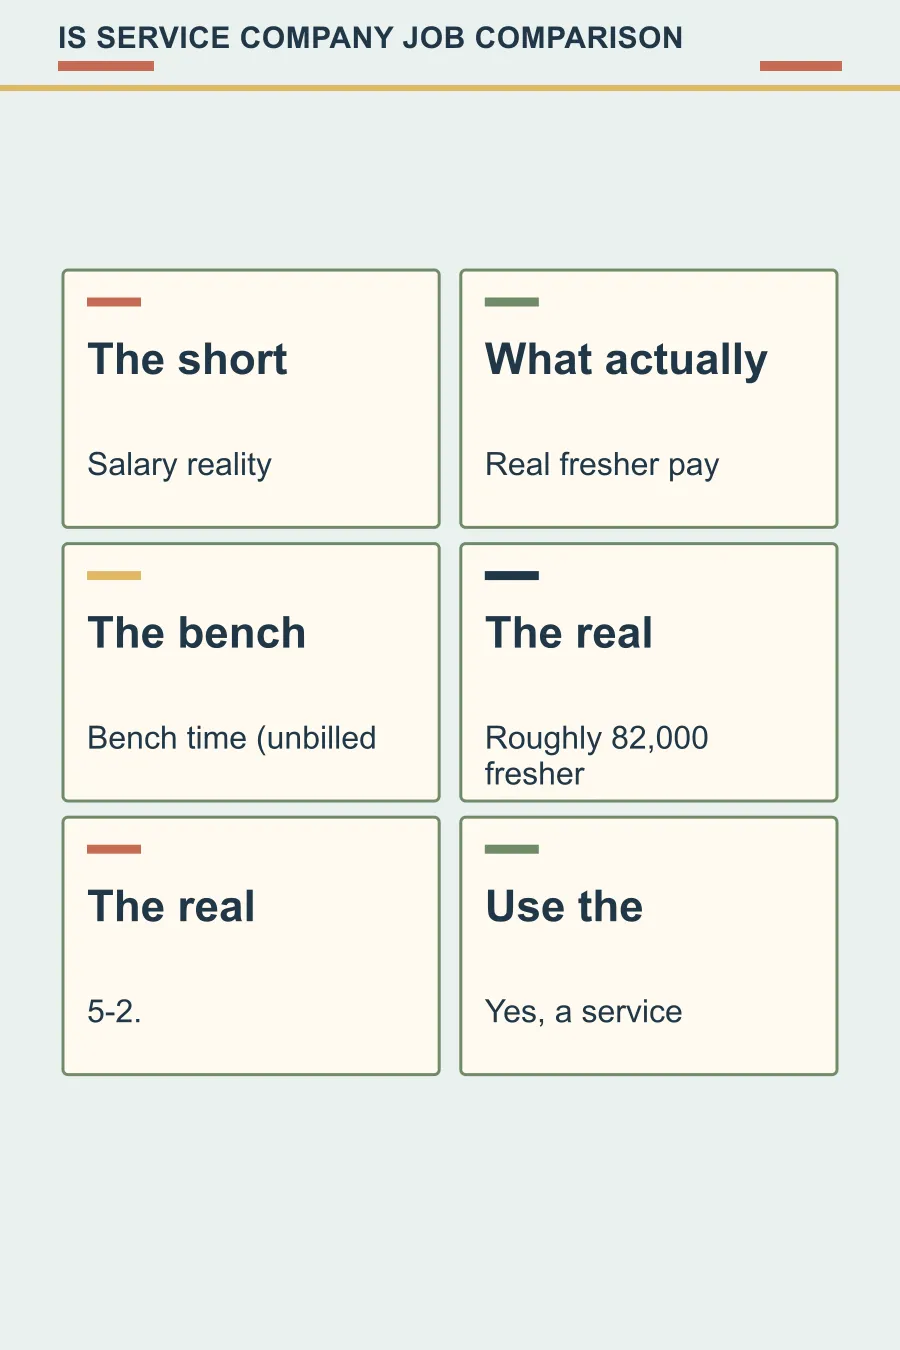 IS SERVICE COMPANY JOB COMPARISON
The short
Salary reality
What actually
Real fresher pay
The bench
Bench time (unbilled
The real
Roughly 82,000
fresher
The real
5-2.
Use the
Yes, a service